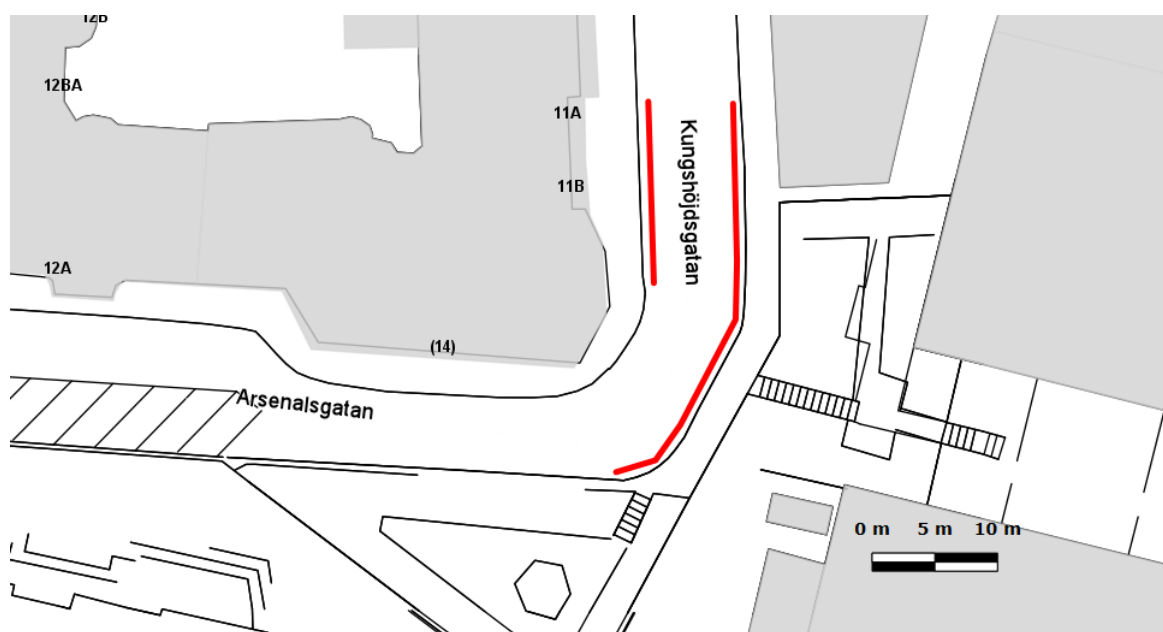 12B
12BA
11A
11B
Kungshöjdsgatan
12A
(14)
Arsenalsgatan
0 m 5 m 10 m